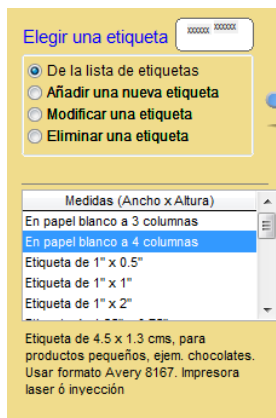 Elegir una etiqueta
xxxxxx xxxxxx
De la lista de etiquetas
Añadir una nueva etiqueta
Modificar una etiqueta
Eliminar una etiqueta
Medidas (Ancho x Altura)
En papel blanco a 3 columnas
En papel blanco a 4 columnas
Etiqueta de 1" x 0.5"
Etiqueta de 1" x 1"
Etiqueta de 1" x 2"
Etiqueta de 4.5 x 1.3 cms, para
productos pequeños, ejem. chocolates.
Usar formato Avery 8167. Impresora
laser ó inyección